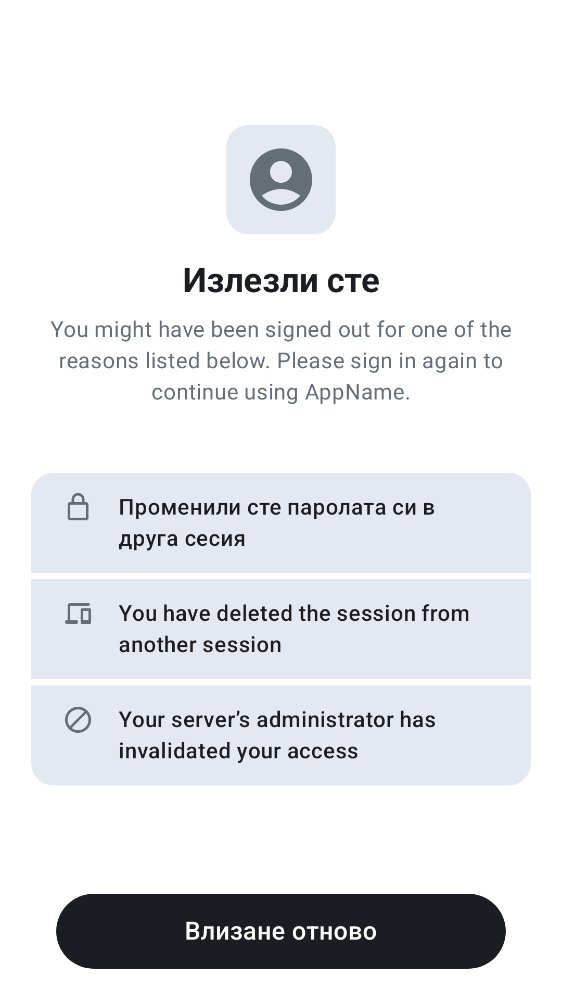 Излезли сте
You might have been signed out for one of the
reasons listed below. Please sign in again to
continue using AppName.
Променили сте паролата си в
друга сесия
You have deleted the session from
another session
Your server’s administrator has
invalidated your access
Влизане отново